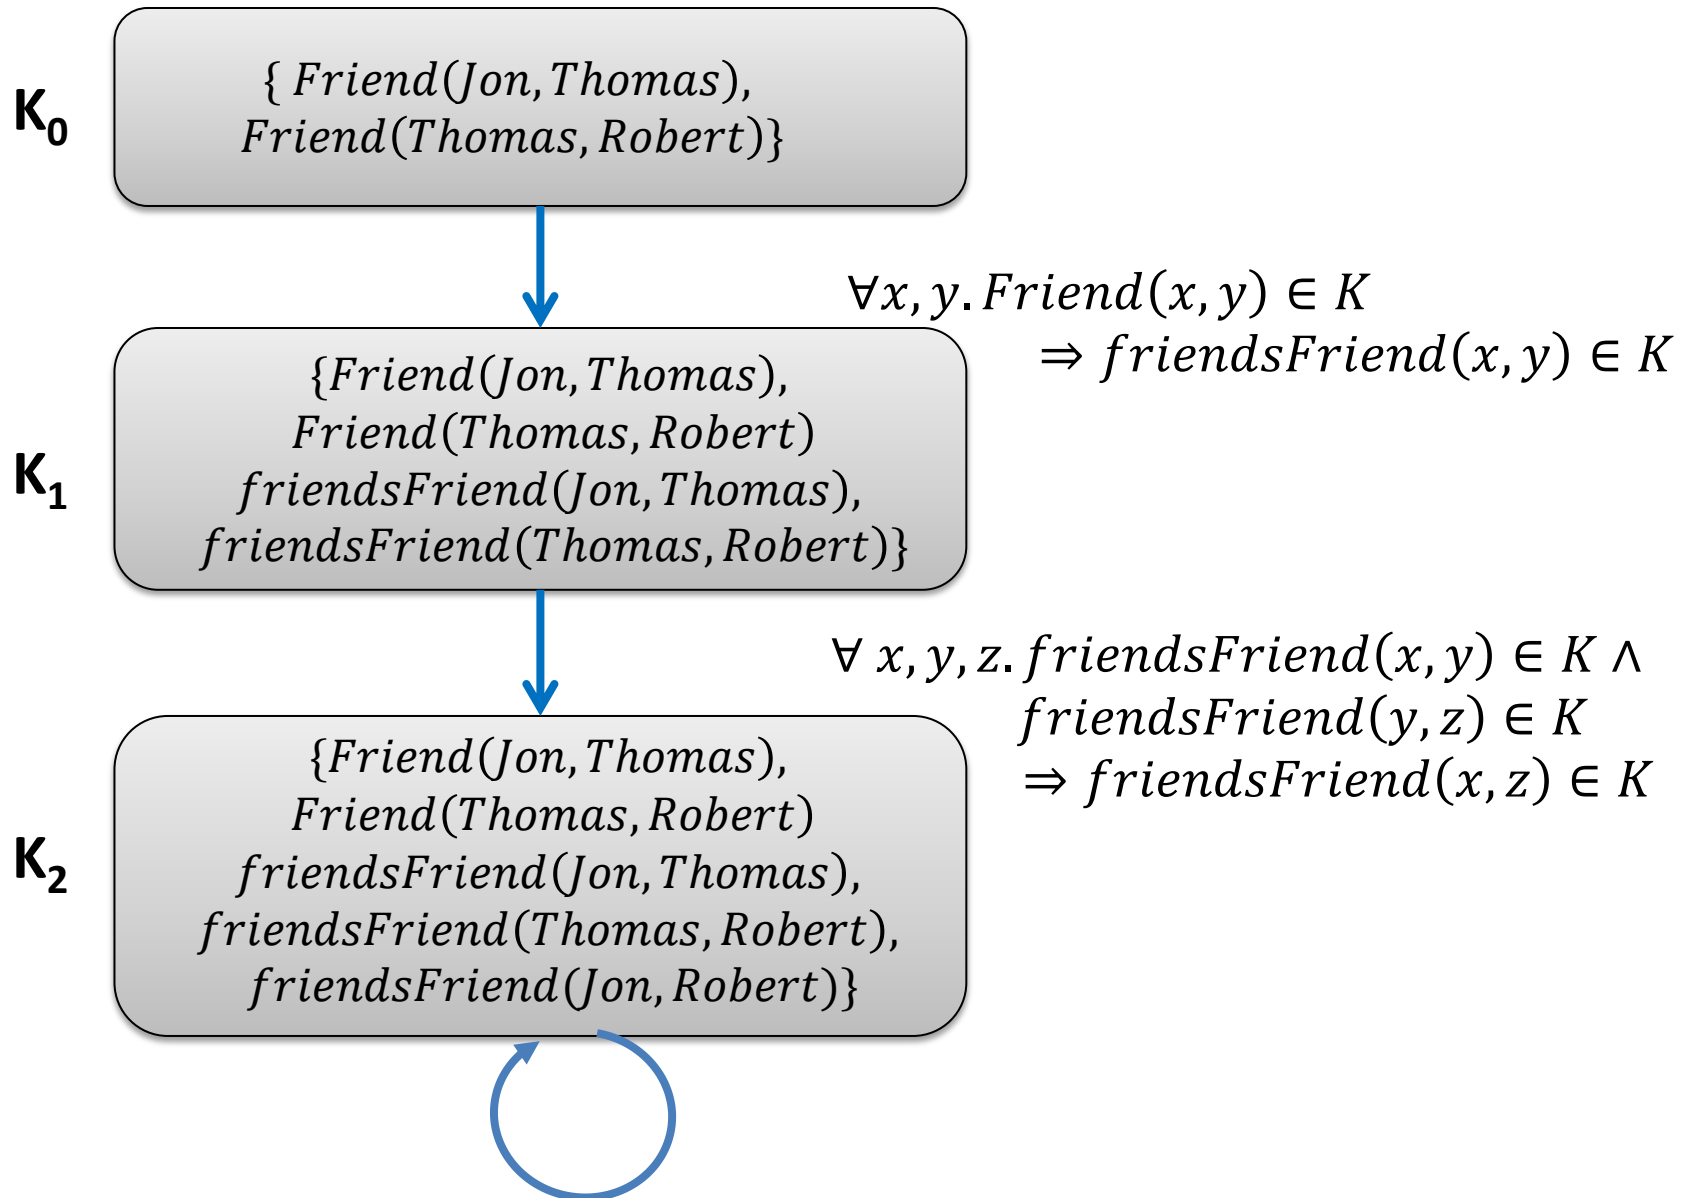 K₀
{ Friend(Jon, Thomas),
Friend(Thomas, Robert)}
∀x, y. Friend(x, y) ∈ K
⇒ friendsFriend(x, y) ∈ K
K₁
{Friend(Jon, Thomas),
Friend(Thomas, Robert)
friendsFriend(Jon, Thomas),
friendsFriend(Thomas, Robert)}
∀ x, y, z. friendsFriend(x, y) ∈ K ∧
friendsFriend(y, z) ∈ K
⇒ friendsFriend(x, z) ∈ K
K₂
{Friend(Jon, Thomas),
Friend(Thomas, Robert)
friendsFriend(Jon, Thomas),
friendsFriend(Thomas, Robert),
friendsFriend(Jon, Robert)}